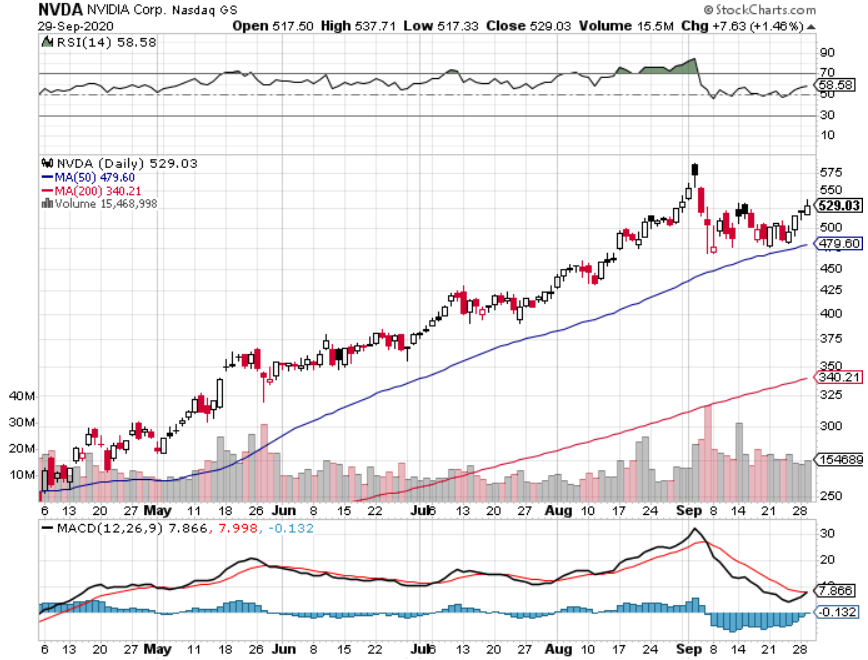 NVDA NVIDIA Corp. Nasdaq GS © StockCharts.com
29-Sep-2020 Open 517.50 High 537.71 Low 517.33 Close 529.03 Volume 15.5M Chg +7.63 (+1.46%)
RSI(14) 58.58
90
70
58.58
50
30
10
NVDA (Daily) 529.03
MA(50) 479.60
MA(200) 340.21
Volume 15,468,998
575
550
529.03
500
479.60
450
425
400
375
350
340.21
325
300
250
40M
30M
20M
10M
154689
6 13 20 27 May 11 18 26 Jun 8 15 22 Jul 6 13 20 27 Aug 10 17 24 Sep 8 14 21 28
MACD(12,26,9) 7.866, 7.998, -0.132
30
20
7.866
-0.132
6 13 20 27 May 11 18 26 Jun 8 15 22 Jul 6 13 20 27 Aug 10 17 24 Sep 8 14 21 28